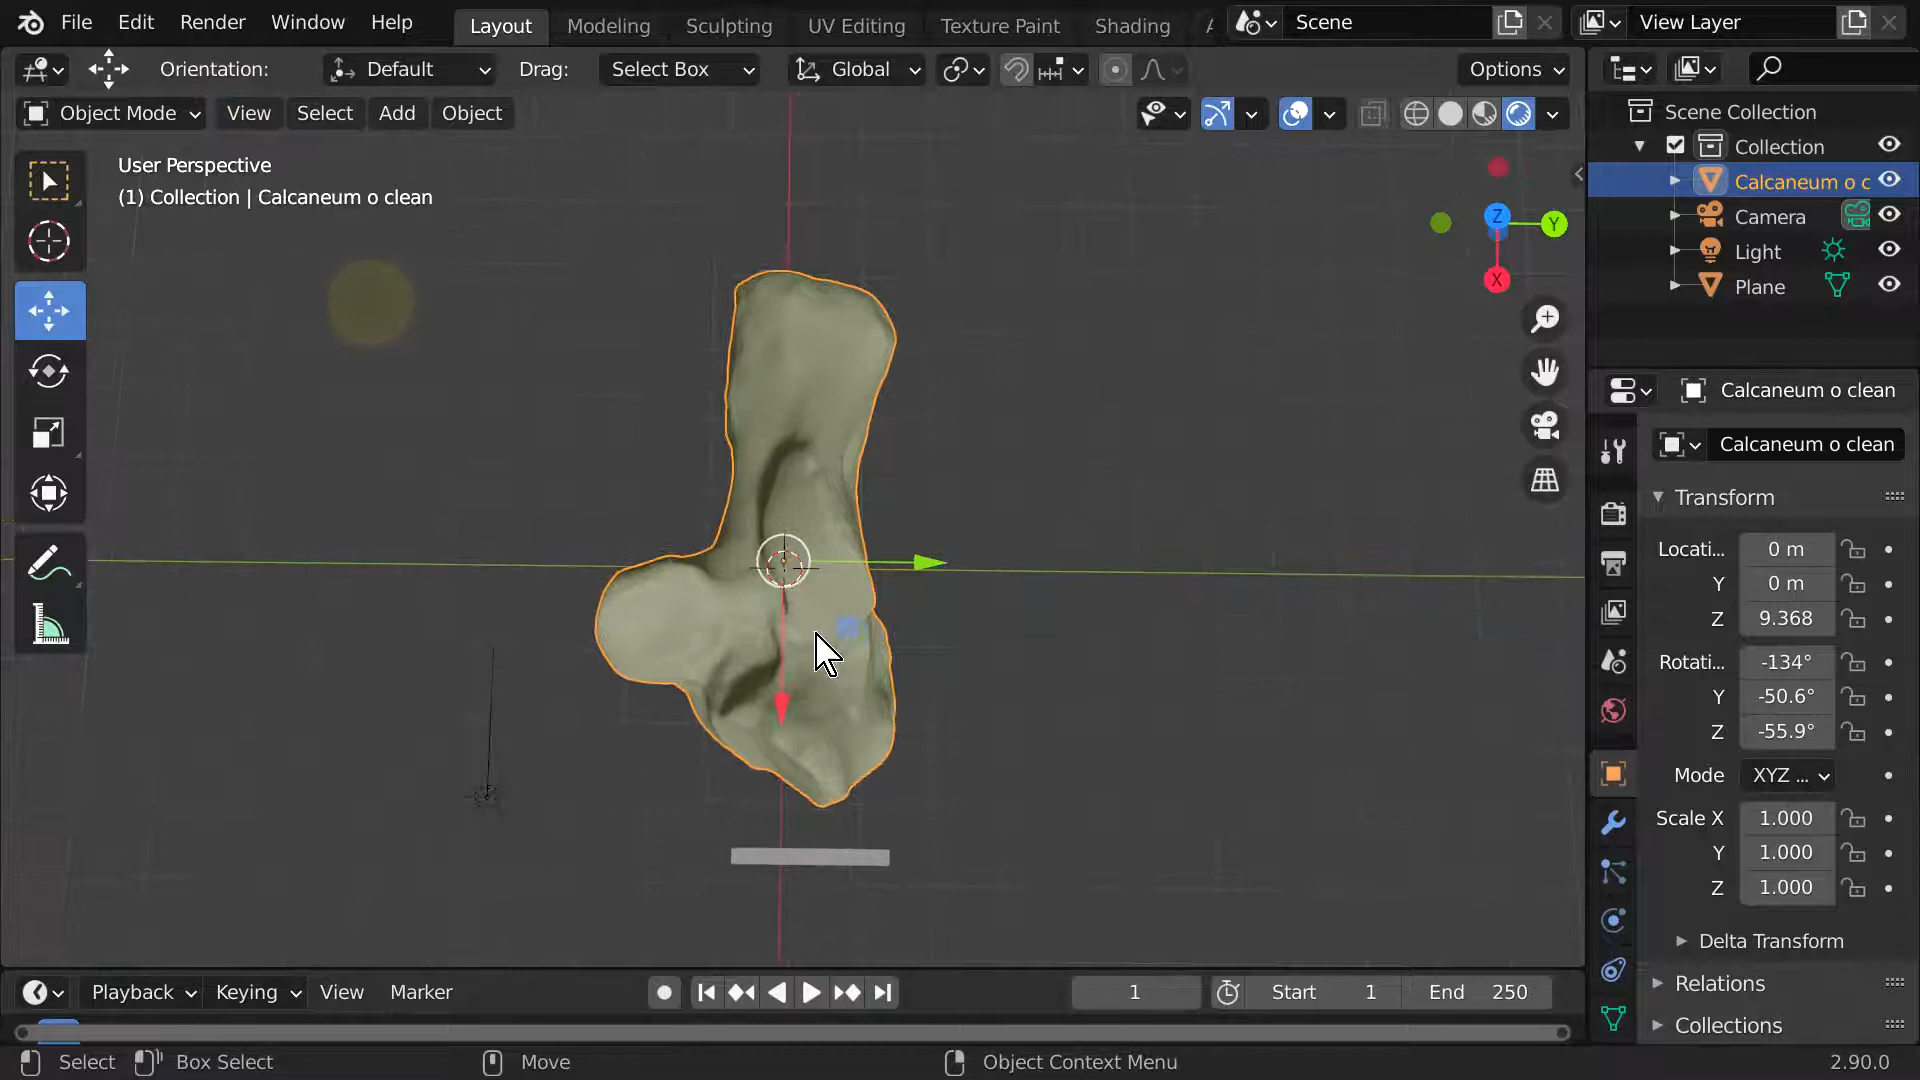 File Edit Render Window Help Layout Modeling Sculpting UV Editing Texture Paint Shading Scene View Layer
Orientation: Default Drag: Select Box Global Options
Object Mode View Select Add Object
User Perspective
(1) Collection | Calcaneum o clean
X
Y
Z
Scene Collection
Collection
Calcaneum o c
Camera
Light
Plane
Calcaneum o clean
Calcaneum o clean
Transform
Locati... 0 m
Y 0 m
Z 9.368
Rotati... -134°
Y -50.6°
Z -55.9°
Mode XYZ ...
Scale X 1.000
Y 1.000
Z 1.000
Delta Transform
Relations
Collections
Playback Keying View Marker 1 Start 1 End 250
Select Box Select Move Object Context Menu 2.90.0